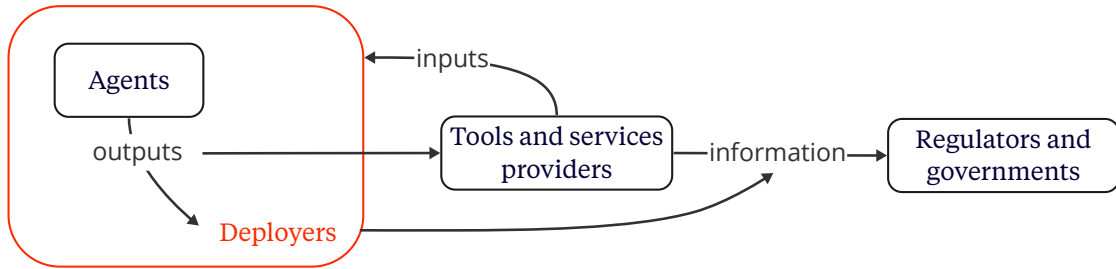 inputs
Agents
outputs
Tools and services
providers
information
Regulators and
governments
Deployers